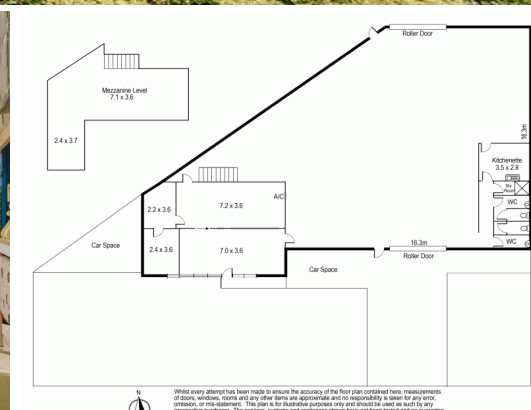 Roller Door
Mezzanine Level
7.1 x 3.6
2.4 x 3.7
18.3m
Kitchenette
3.5 x 2.8
Shr
Room
WC
A/C
2.2 x 3.6
7.2 x 3.6
Car Space
2.4 x 3.6
7.0 x 3.6
16.3m
WC
Roller Door
Car Space
N
Whilst every attempt has been made to ensure the accuracy of the floor plan contained here, measurements
of doors, windows, rooms and any other items are approximate and no responsibility is taken for any error,
omission, or mis-statement. This plan is for illustrative purposes only and should be used as such by any